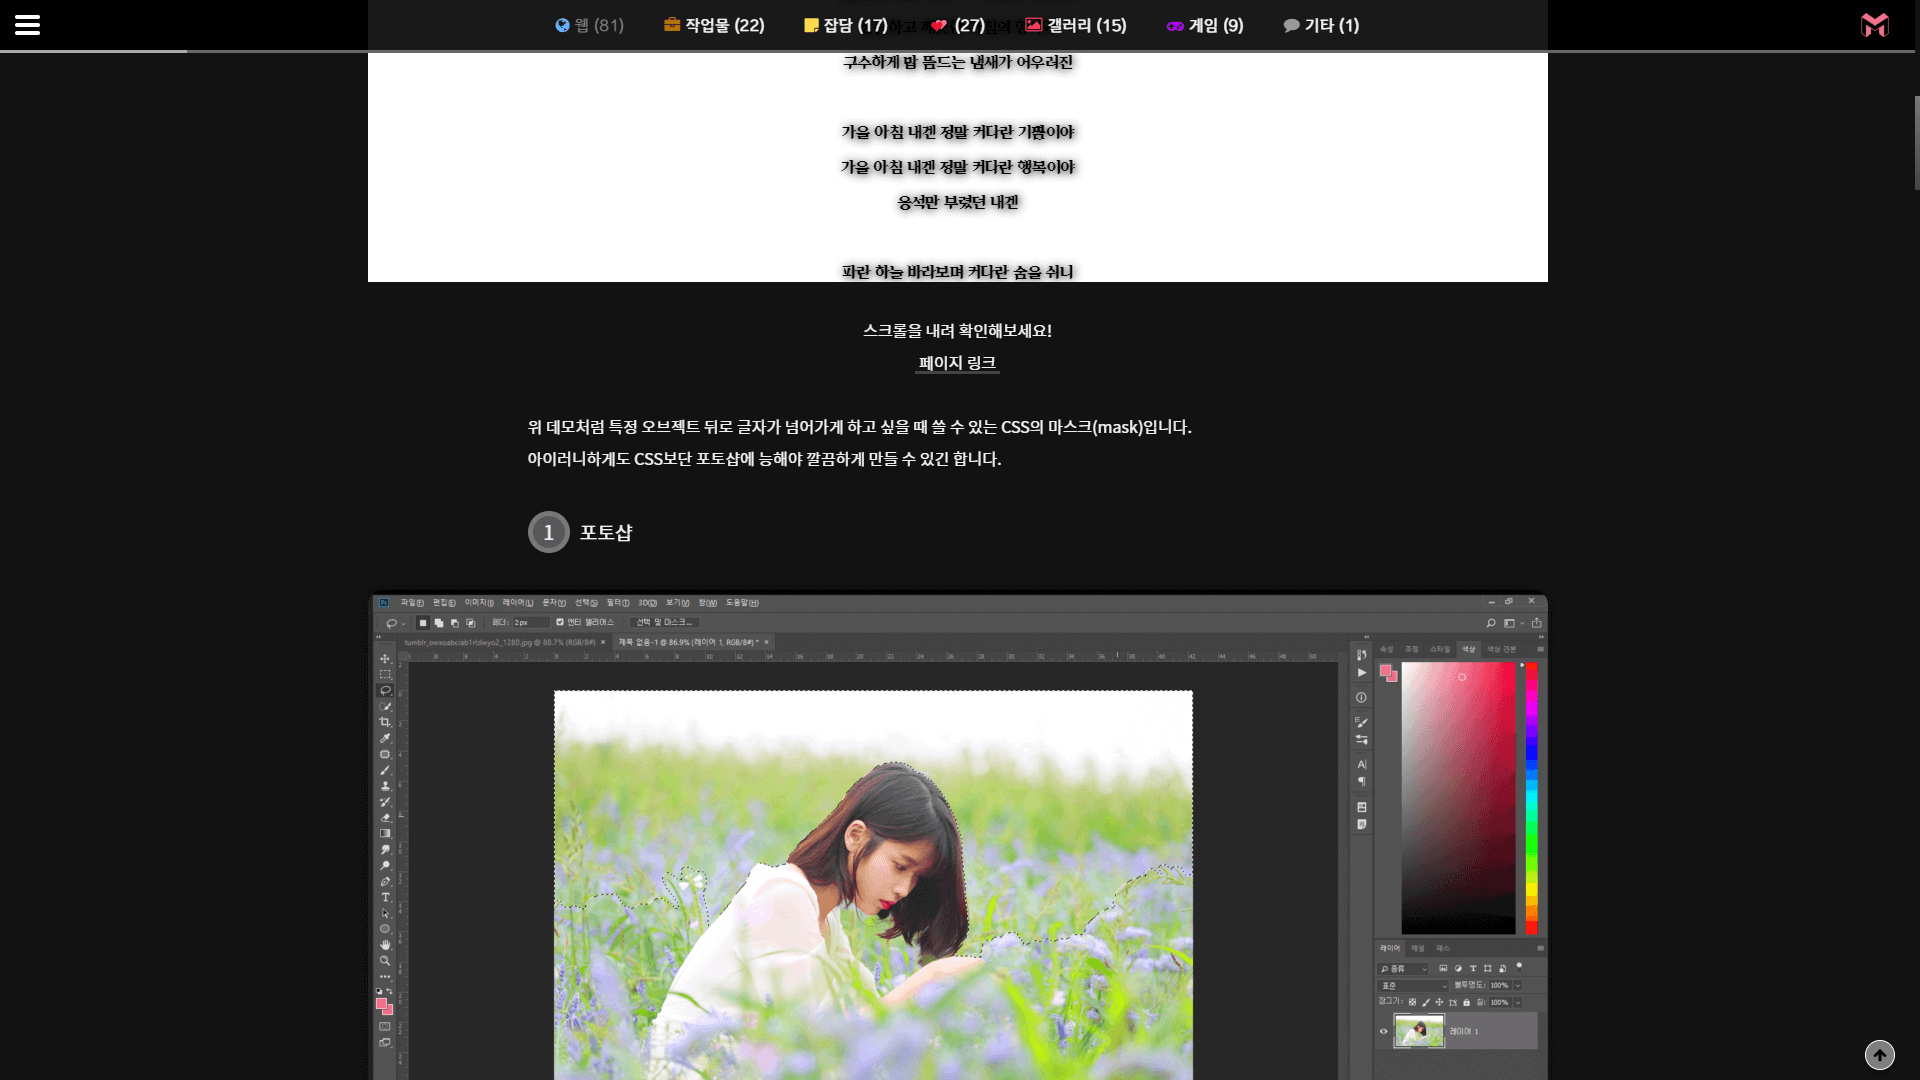 웹 (81) 작업물 (22) 잡담 (17) (27) 갤러리 (15) 게임 (9) 기타 (1)
구수하게 밥 뜸드는 냄새가 어우러진
가을 아침 내겐 정말 커다란 기쁨이야
가을 아침 내겐 정말 커다란 행복이야
응석만 부렸던 내겐
파란 하늘 바라보며 커다란 숨을 쉬니
스크롤을 내려 확인해보세요!
페이지 링크
위 데모처럼 특정 오브젝트 뒤로 글자가 넘어가게 하고 싶을 때 쓸 수 있는 CSS의 마스크(mask)입니다.
아이러니하게도 CSS보단 포토샵에 능해야 깔끔하게 만들 수 있긴 합니다.
1 포토샵
Ps 파일(F) 편집(E) 이미지(I) 레이어(L) 문자(Y) 선택(S) 필터(T) 3D(D) 보기(V) 창(W) 도움말(H)
페더: 2 px 앤티 앨리어스 선택 및 마스크...
제목 없음-1 @ 86.9% (레이어 1, RGB/8#) *
속성 조정 스타일 색상 색상 견본
레이어 채널 패스
종류
표준 불투명도: 100%
잠그기: 칠: 100%
레이어 1